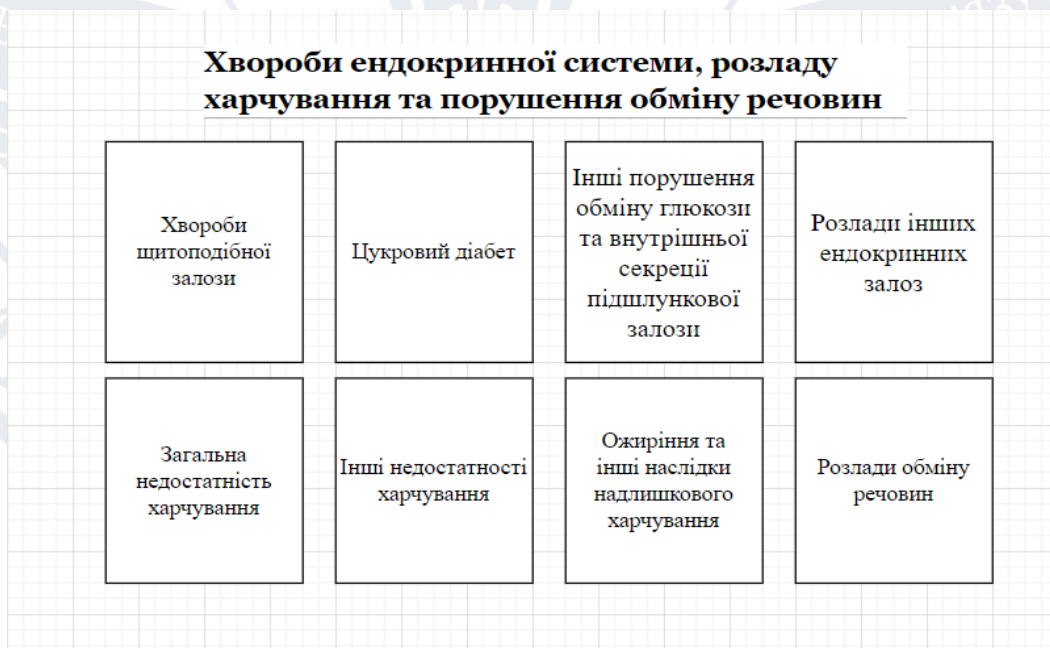 Хвороби ендокринної системи, розладу
харчування та порушення обміну речовин
Хвороби
щитоподібної
залози
Цукровий діабет
Інші порушення
обміну глюкози
та внутрішньої
секреції
підшлункової
залози
Розлади інших
ендокринних
залоз
Загальна
недостатність
харчування
Інші недостатності
харчування
Ожиріння та
інші наслідки
надлишкового
харчування
Розлади обміну
речовин